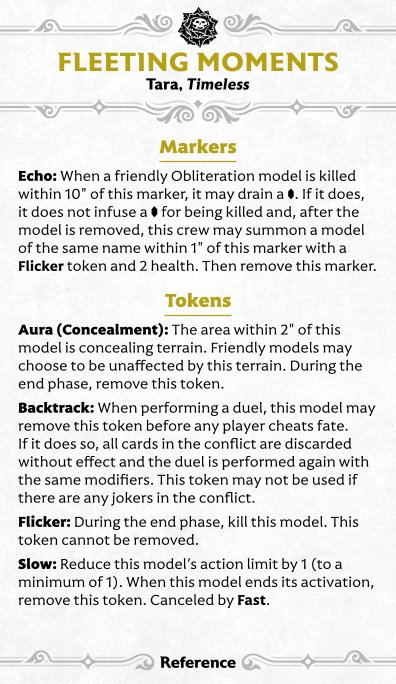 FLEETING MOMENTS
Tara, Timeless
Markers
Echo: When a friendly Obliteration model is killed
within 10" of this marker, it may drain a . If it does,
it does not infuse a for being killed and, after the
model is removed, this crew may summon a model
of the same name within 1" of this marker with a
Flicker token and 2 health. Then remove this marker.
Tokens
Aura (Concealment): The area within 2" of this
model is concealing terrain. Friendly models may
choose to be unaffected by this terrain. During the
end phase, remove this token.
Backtrack: When performing a duel, this model may
remove this token before any player cheats fate.
If it does so, all cards in the conflict are discarded
without effect and the duel is performed again with
the same modifiers. This token may not be used if
there are any jokers in the conflict.
Flicker: During the end phase, kill this model. This
token cannot be removed.
Slow: Reduce this model's action limit by 1 (to a
minimum of 1). When this model ends its activation,
remove this token. Canceled by Fast.
Reference